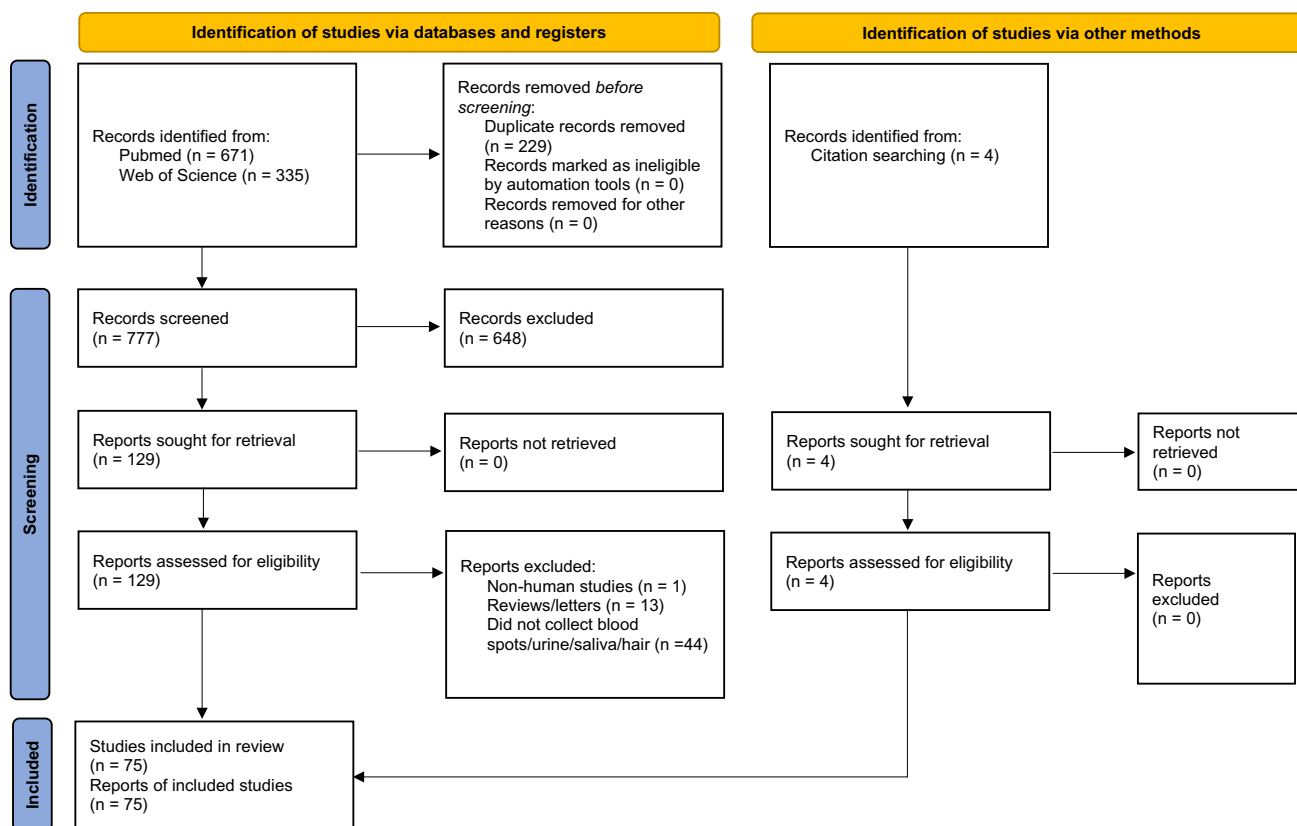 Identification of studies via databases and registers
Identification of studies via other methods
Identification
Records identified from:
Pubmed (n = 671)
Web of Science (n = 335)
Records removed before
screening:
Duplicate records removed
(n = 229)
Records marked as ineligible
by automation tools (n = 0)
Records removed for other
reasons (n = 0)
Records identified from:
Citation searching (n = 4)
Screening
Records screened
(n = 777)
Records excluded
(n = 648)
Reports sought for retrieval
(n = 129)
Reports not retrieved
(n = 0)
Reports sought for retrieval
(n = 4)
Reports not
retrieved
(n = 0)
Reports assessed for eligibility
(n = 129)
Reports excluded:
Non-human studies (n = 1)
Reviews/letters (n = 13)
Did not collect blood
spots/urine/saliva/hair (n =44)
Reports assessed for eligibility
(n = 4)
Reports
excluded
(n = 0)
Included
Studies included in review
(n = 75)
Reports of included studies
(n = 75)